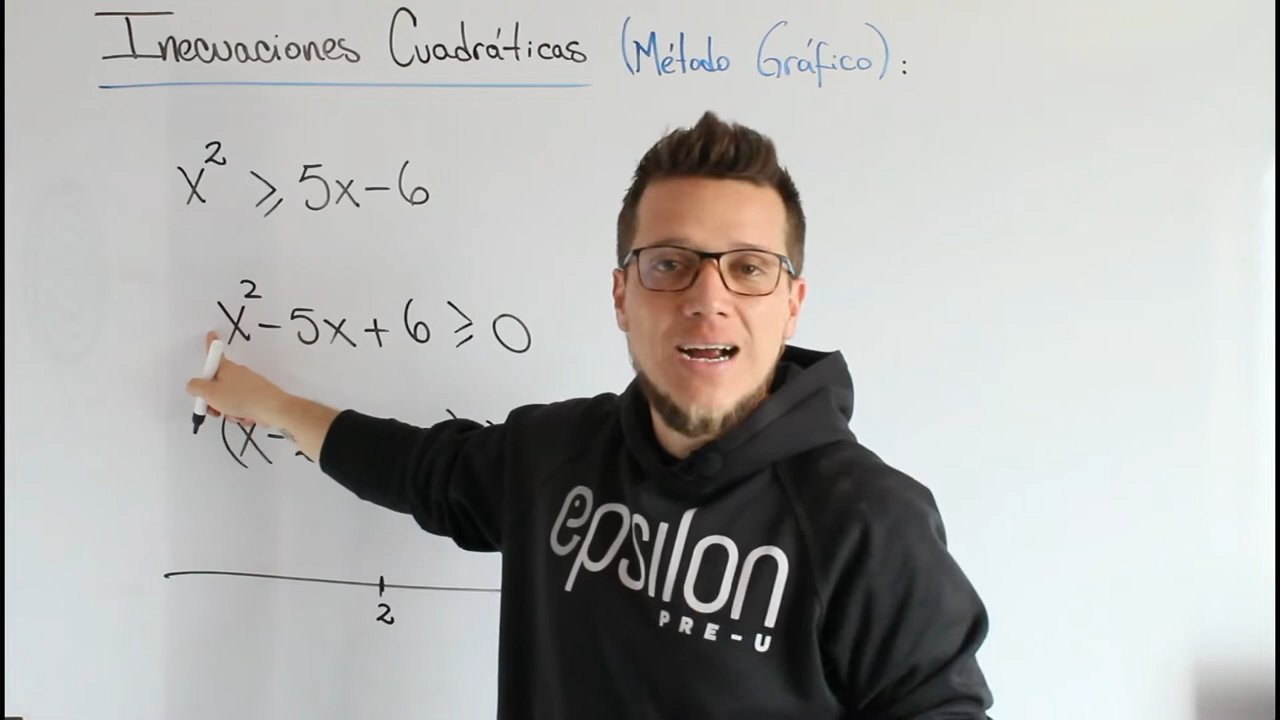 Inecuaciones Cuadráticas (Método Gráfico):
x² ≥ 5x-6
x² - 5x + 6 ≥ 0
(x-
2
epsilon
PRE-U